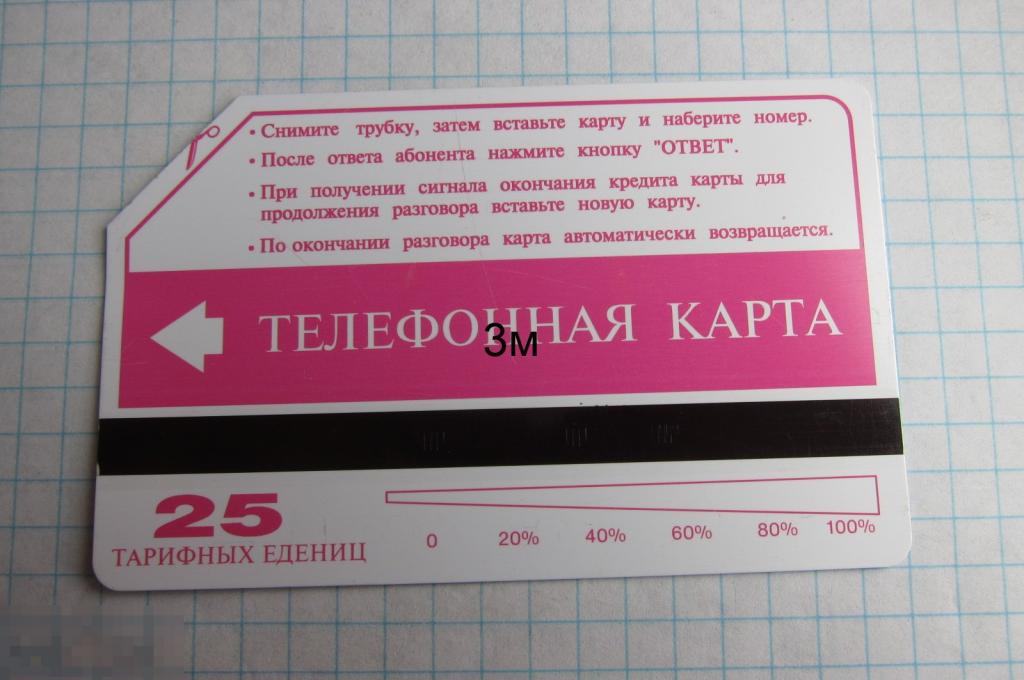 • Снимите трубку, затем вставьте карту и наберите номер.
• После ответа абонента нажмите кнопку "ОТВЕТ".
• При получении сигнала окончания кредита карты для
продолжения разговора вставьте новую карту.
• По окончании разговора карта автоматически возвращается.
ТЕЛЕФОННАЯ КАРТА
3м
25
ТАРИФНЫХ ЕДЕНИЦ
0 20% 40% 60% 80% 100%